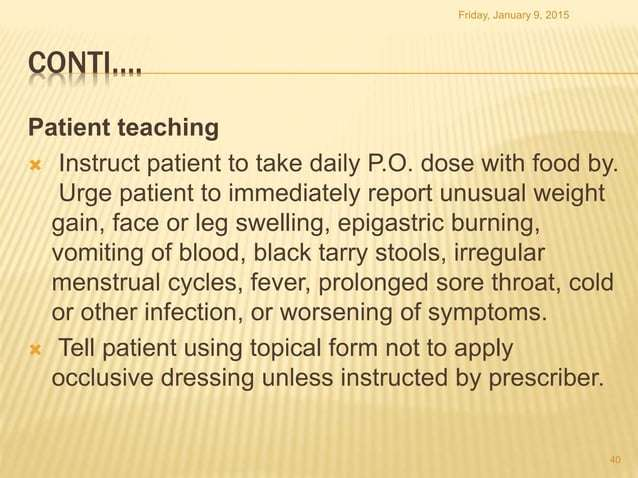 Friday, January 9, 2015
CONTI....
Patient teaching
Instruct patient to take daily P.O. dose with food by.
Urge patient to immediately report unusual weight
gain, face or leg swelling, epigastric burning,
vomiting of blood, black tarry stools, irregular
menstrual cycles, fever, prolonged sore throat, cold
or other infection, or worsening of symptoms.
Tell patient using topical form not to apply
occlusive dressing unless instructed by prescriber.
40